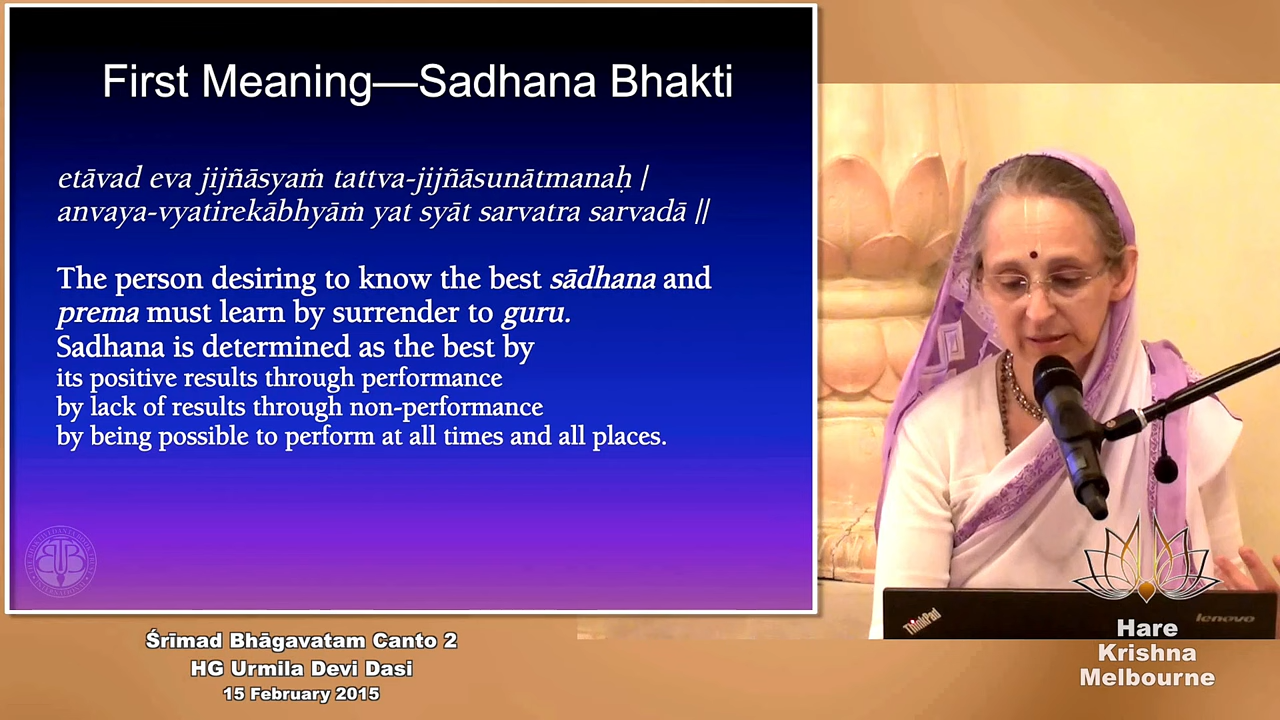 First Meaning—Sadhana Bhakti
etāvad eva jijñāsyaṁ tattva-jijñāsunātmanaḥ |
anvaya-vyatirekābhyāṁ yat syāt sarvatra sarvadā ||
The person desiring to know the best sādhana and
prema must learn by surrender to guru.
Sadhana is determined as the best by
its positive results through performance
by lack of results through non-performance
by being possible to perform at all times and all places.
Śrīmad Bhāgavatam Canto 2
HG Urmila Devi Dasi
15 February 2015
ThinkPad
lenovo
Hare
Krishna
Melbourne